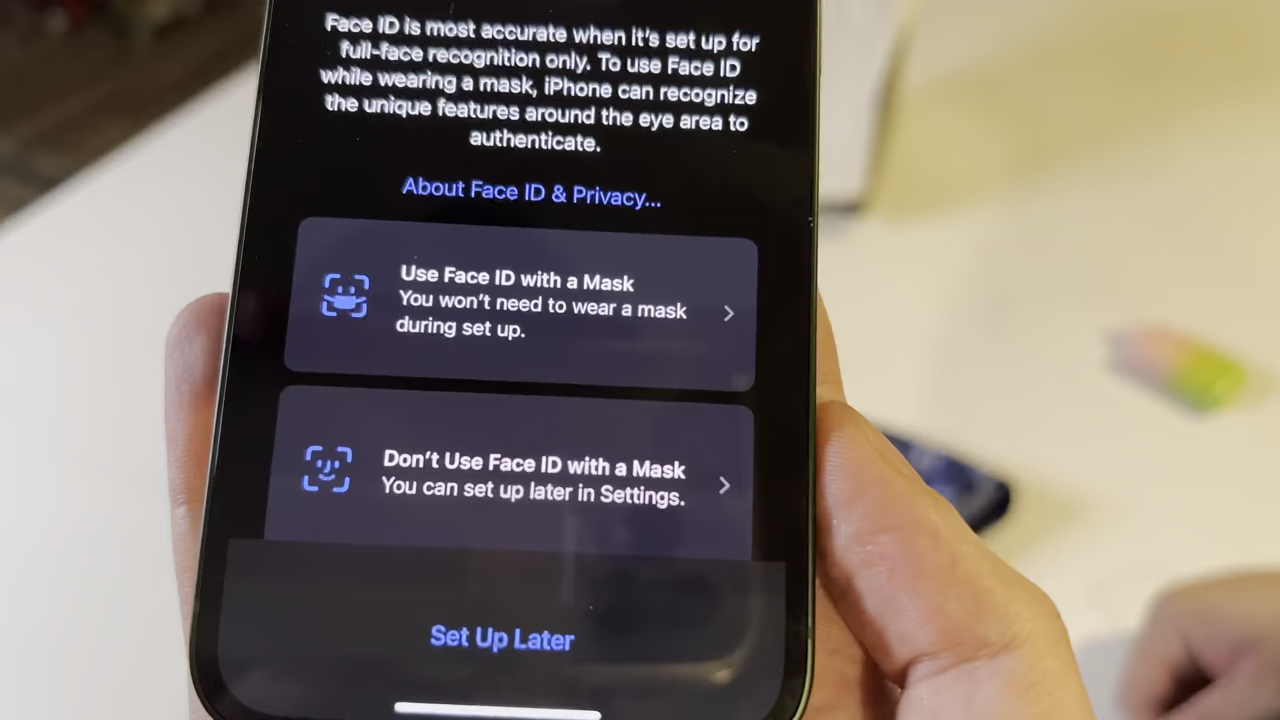 Face ID is most accurate when it's set up for
full-face recognition only. To use Face ID
while wearing a mask, iPhone can recognize
the unique features around the eye area to
authenticate.
About Face ID & Privacy...
Use Face ID with a Mask
You won't need to wear a mask
during set up.
Don't Use Face ID with a Mask
You can set up later in Settings.
Set Up Later